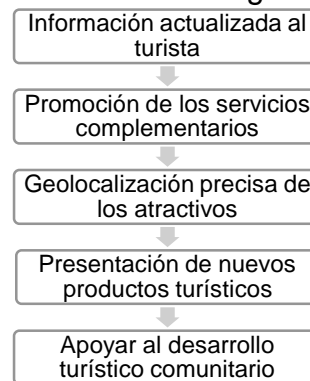 Información actualizada al
turista
Promoción de los servicios
complementarios
Geolocalización precisa de
los atractivos
Presentación de nuevos
productos turísticos
Apoyar al desarrollo
turístico comunitario